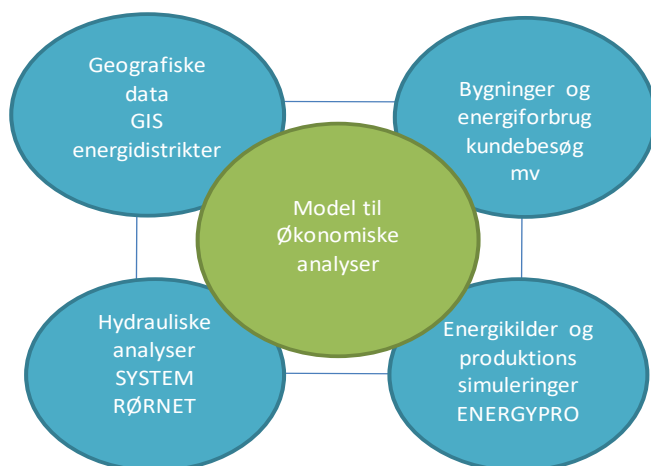 Geografiske
data
GIS
energidistrikter
Bygninger og
energiforbrug
kundebesøg
mv
Model til
Økonomiske
analyser
Hydrauliske
analyser
SYSTEM
RØRNET
Energikilder og
produktions
simuleringer
ENERGYPRO